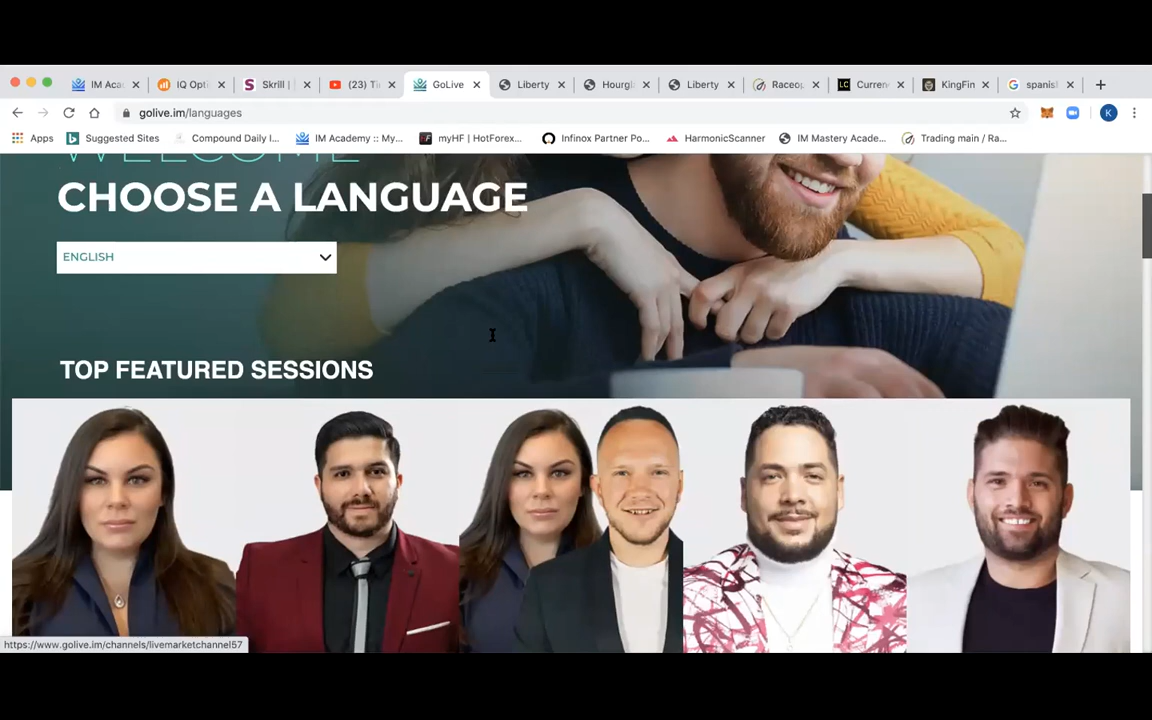 IM Aca
IQ Opti
Skrill |
(23) Ti
GoLive
Liberty
Hourgl
Liberty
Raceop
Curren
KingFin
spanis
golive.im/languages
K
Apps
Suggested Sites
Compound Daily I...
IM Academy :: My...
myHF | HotForex...
Infinox Partner Po...
HarmonicScanner
IM Mastery Acade...
Trading main / Ra...
WELCOME
CHOOSE A LANGUAGE
ENGLISH
TOP FEATURED SESSIONS
https://www.golive.im/channels/livemarketchannel57